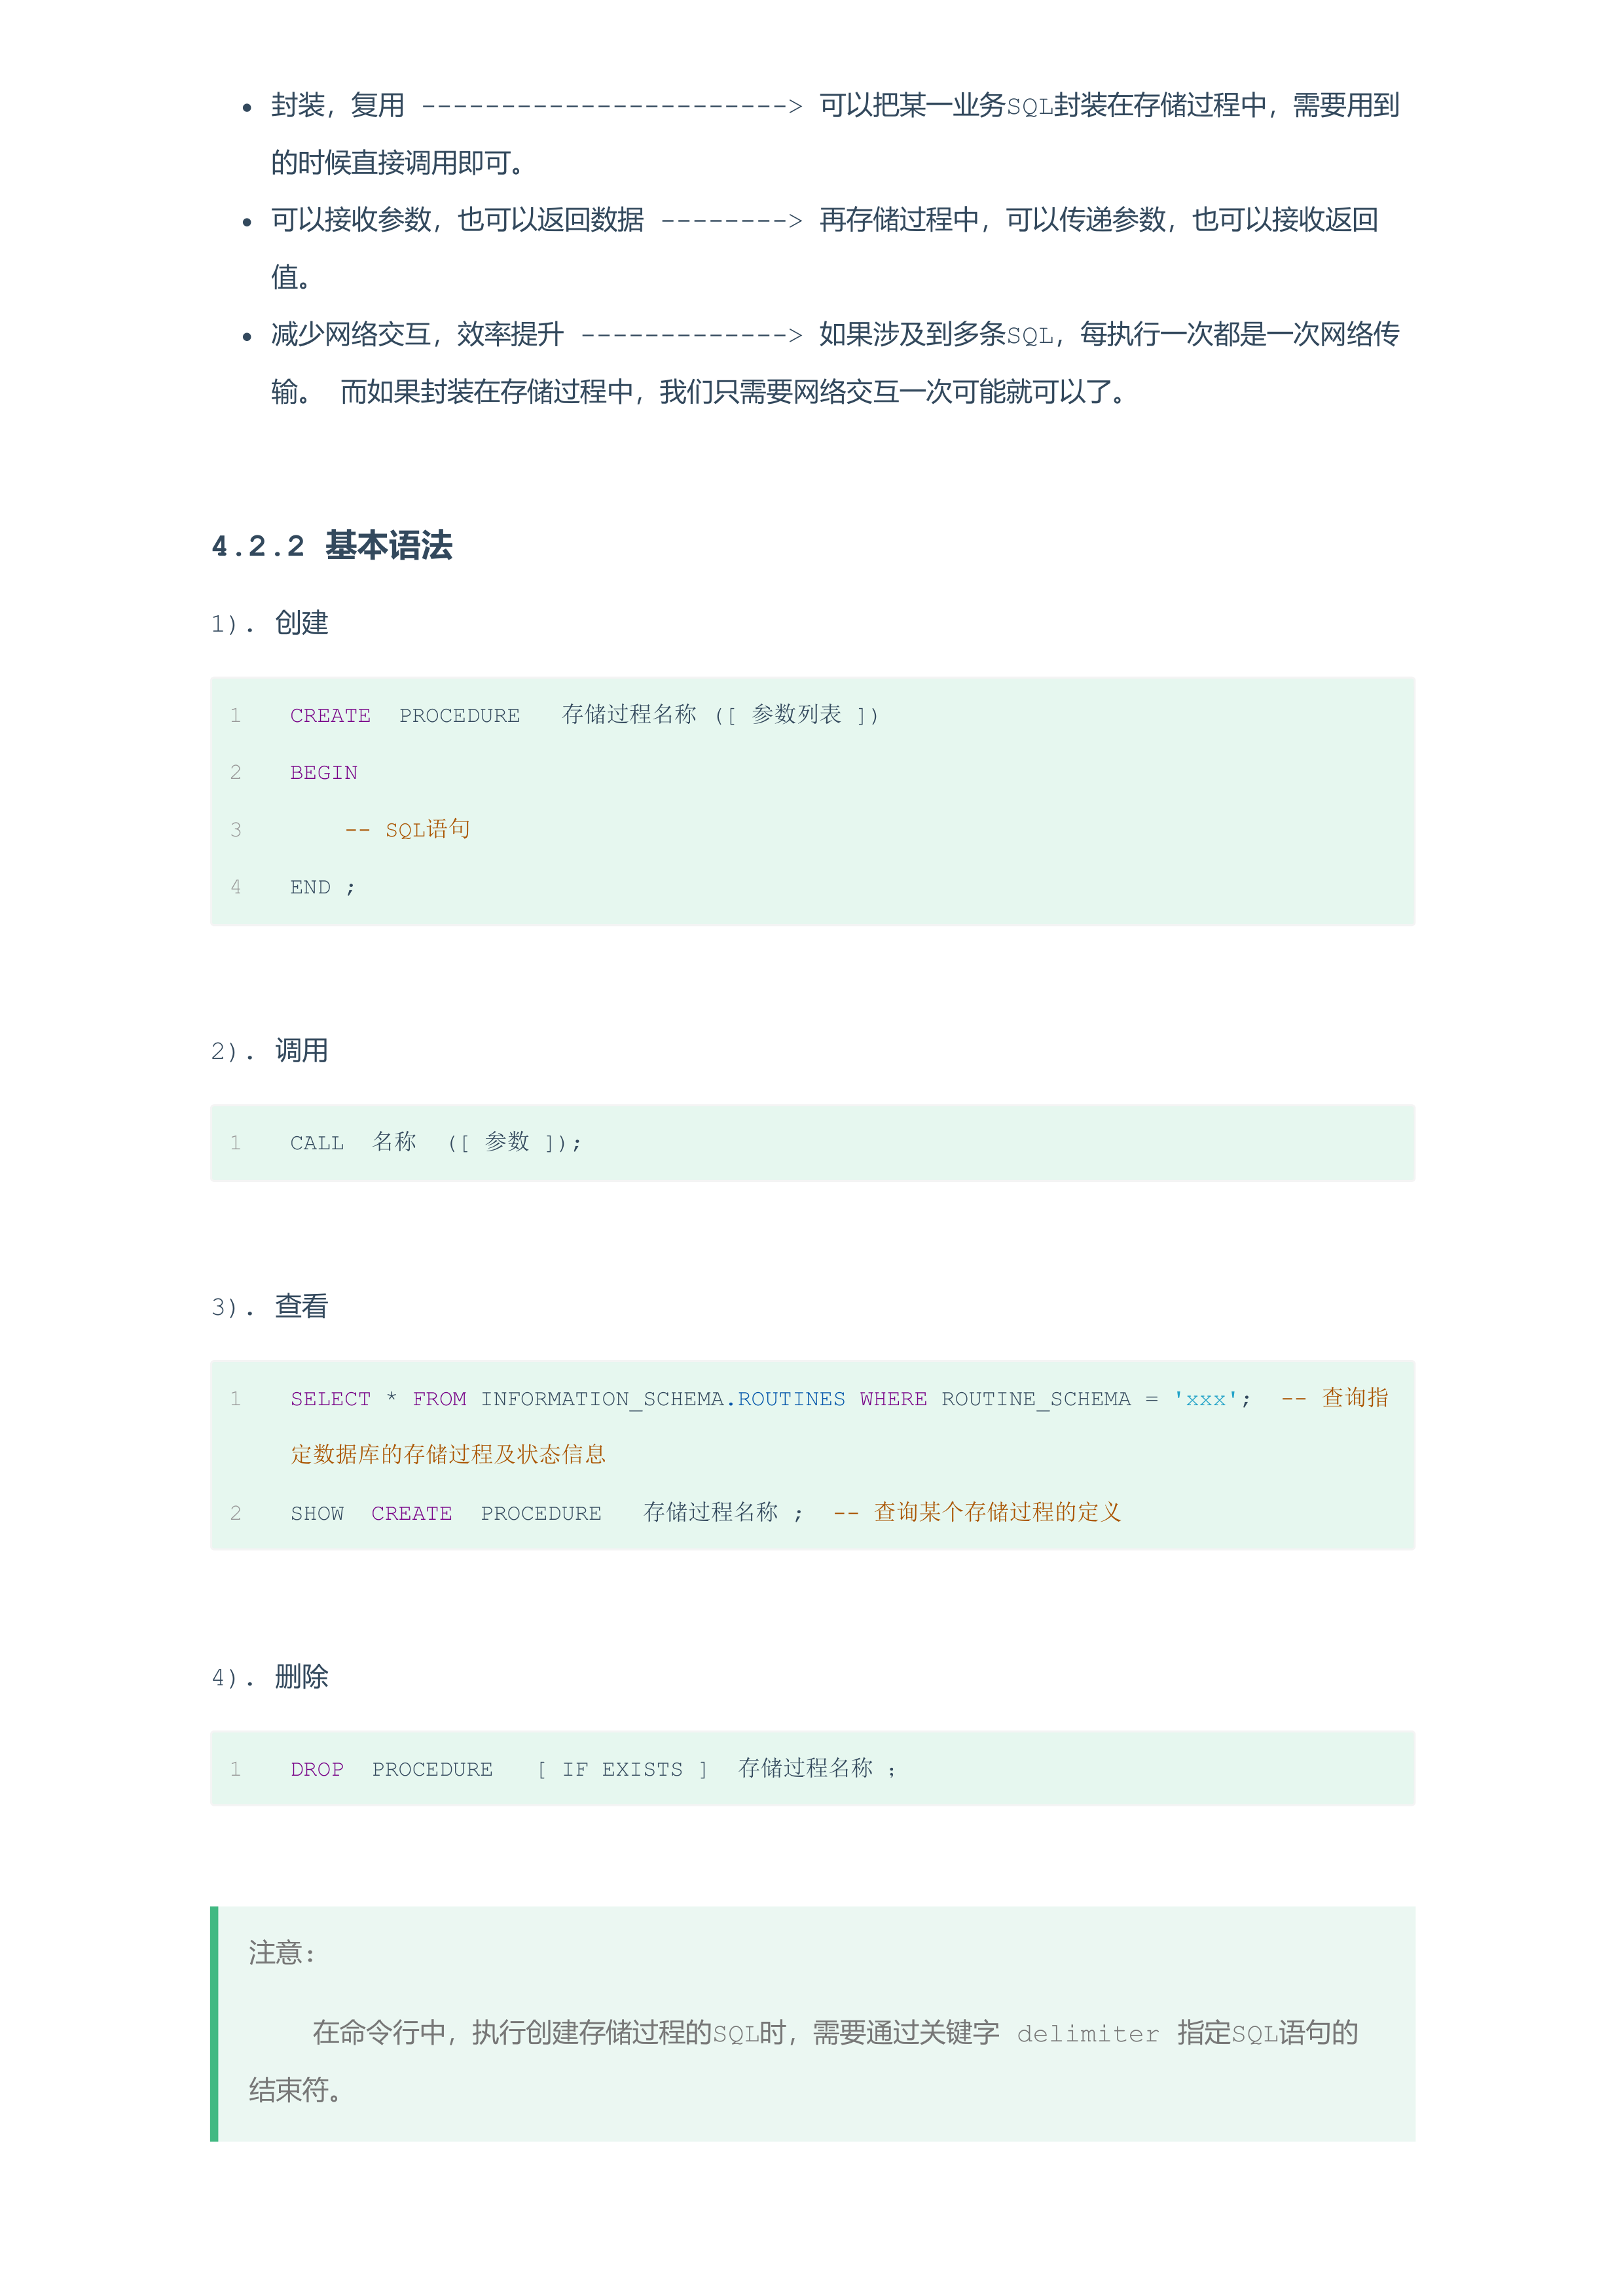 • 封装，复用 -----------------------> 可以把某一业务SQL封装在存储过程中，需要用到
的时候直接调用即可。
• 可以接收参数，也可以返回数据 --------> 再存储过程中，可以传递参数，也可以接收返回
值。
• 减少网络交互，效率提升 -------------> 如果涉及到多条SQL，每执行一次都是一次网络传
输。 而如果封装在存储过程中，我们只需要网络交互一次可能就可以了。
4.2.2 基本语法
1). 创建
1 CREATE PROCEDURE 存储过程名称 ([ 参数列表 ])
2 BEGIN
3 -- SQL语句
4 END ;
2). 调用
1 CALL 名称 ([ 参数 ]);
3). 查看
1 SELECT * FROM INFORMATION_SCHEMA.ROUTINES WHERE ROUTINE_SCHEMA = 'xxx'; -- 查询指
定数据库的存储过程及状态信息
2 SHOW CREATE PROCEDURE 存储过程名称 ; -- 查询某个存储过程的定义
4). 删除
1 DROP PROCEDURE [ IF EXISTS ] 存储过程名称 ；
注意:
在命令行中，执行创建存储过程的SQL时，需要通过关键字 delimiter 指定SQL语句的
结束符。